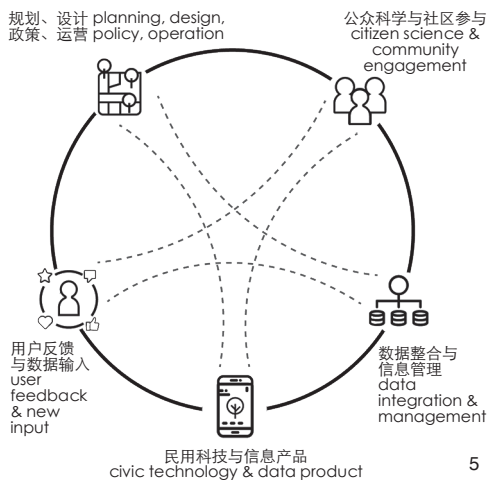 规划、设计 planning, design,
政策、运营 policy, operation
公众科学与社区参与
citizen science &
community
engagement
用户反馈
与数据输入
user
feedback
& new
input
数据整合与
信息管理
data
integration &
management
民用科技与信息产品
civic technology & data product
5